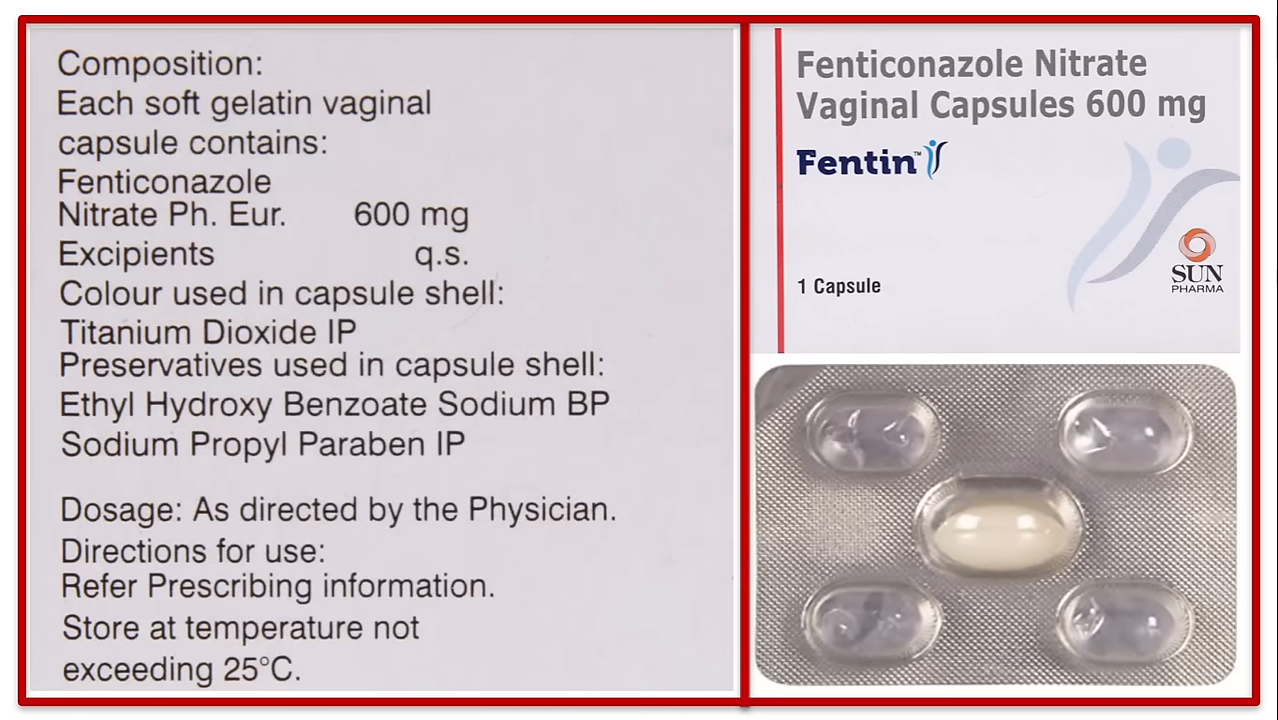 Composition:
Each soft gelatin vaginal
capsule contains:
Fenticonazole
Nitrate Ph. Eur. 600 mg
Excipients q.s.
Colour used in capsule shell:
Titanium Dioxide IP
Preservatives used in capsule shell:
Ethyl Hydroxy Benzoate Sodium BP
Sodium Propyl Paraben IP
Dosage: As directed by the Physician.
Directions for use:
Refer Prescribing information.
Store at temperature not
exceeding 25°C.
Fenticonazole Nitrate
Vaginal Capsules 600 mg
Fentin™
1 Capsule
SUN
PHARMA